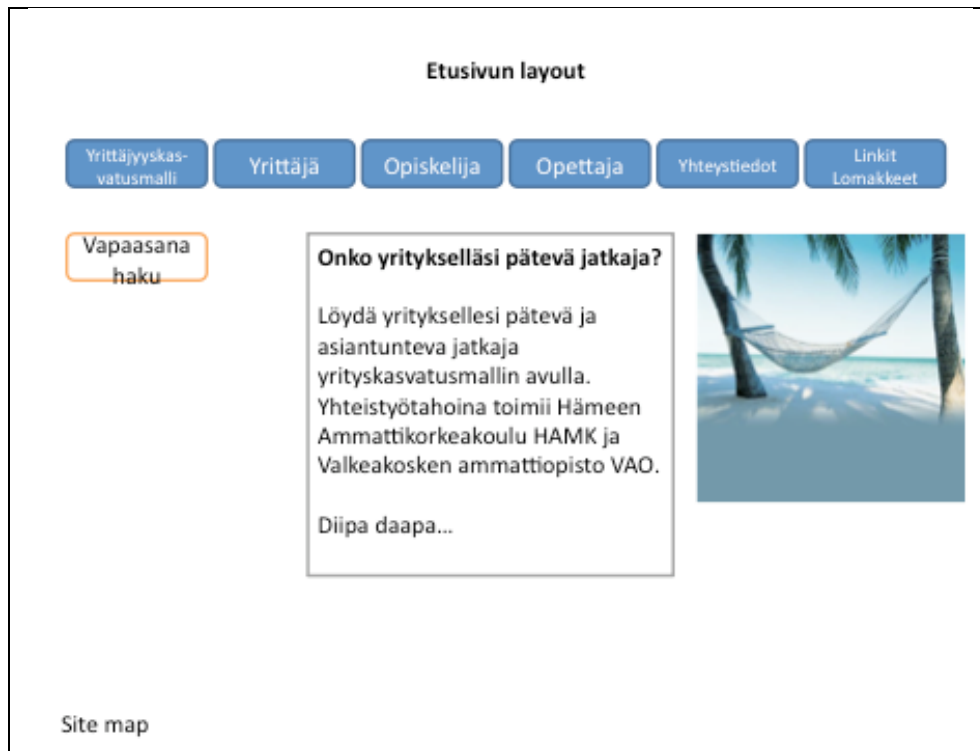 Etusivun layout
Yrittäjyyskas-
vatusmalli
Yrittäjä
Opiskelija
Opettaja
Yhteystiedot
Linkit
Lomakkeet
Vapaasana
haku
Onko yritykselläsi pätevä jatkaja?
Löydä yrityksellesi pätevä ja
asiantunteva jatkaja
yrityskasvatusmallin avulla.
Yhteistyötahoina toimii Hämeen
Ammattikorkeakoulu HAMK ja
Valkeakosken ammattiopisto VAO.
Diipa daapa...
Site map